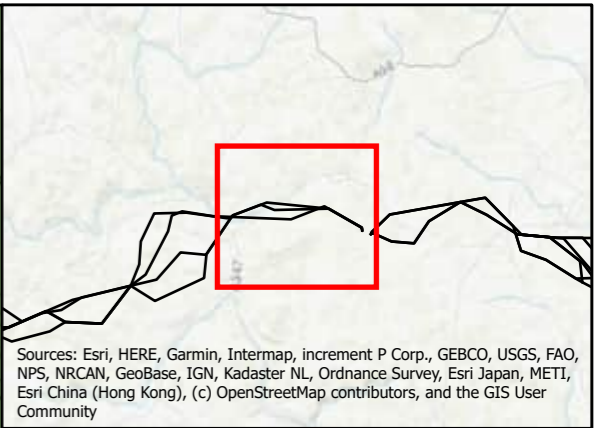 A68
Sources: Esri, HERE, Garmin, Intermap, increment P Corp., GEBCO, USGS, FAO,
NPS, NRCAN, GeoBase, IGN, Kadaster NL, Ordnance Survey, Esri Japan, METI,
Esri China (Hong Kong), (c) OpenStreetMap contributors, and the GIS User
Community